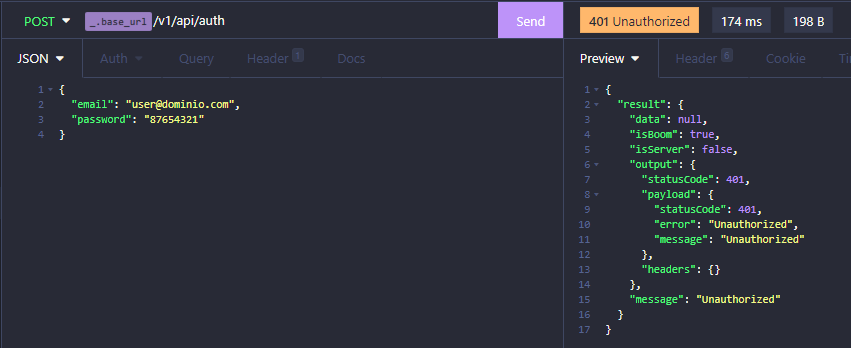 POST _.base_url /v1/api/auth Send 401 Unauthorized 174 ms 198 B
JSON Auth Query Header 1 Docs Preview Header 6 Cookie Tim
1 {
2 "email": "user@dominio.com",
3 "password": "87654321"
4 }
1 {
2 "result": {
3 "data": null,
4 "isBoom": true,
5 "isServer": false,
6 "output": {
7 "statusCode": 401,
8 "payload": {
9 "statusCode": 401,
10 "error": "Unauthorized",
11 "message": "Unauthorized"
12 },
13 "headers": {}
14 },
15 "message": "Unauthorized"
16 }
17 }